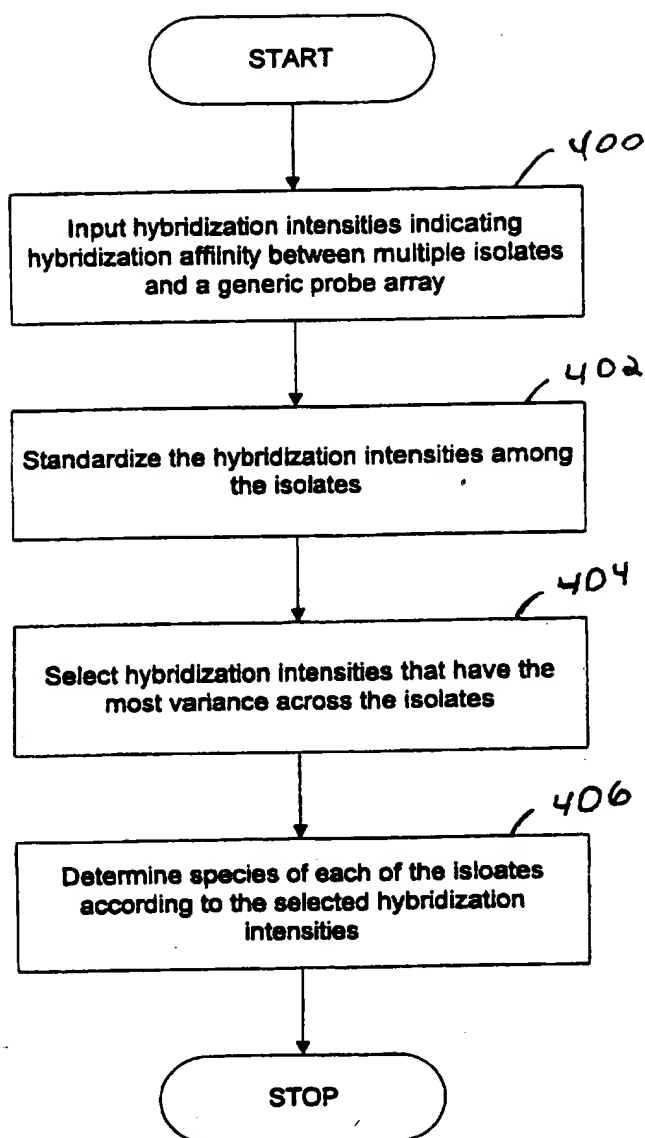 START
400
Input hybridization intensities indicating
hybridization affinity between multiple isolates
and a generic probe array
402
Standardize the hybridization intensities among
the isolates
404
Select hybridization intensities that have the
most variance across the isolates
406
Determine species of each of the isloates
according to the selected hybridization
intensities
STOP